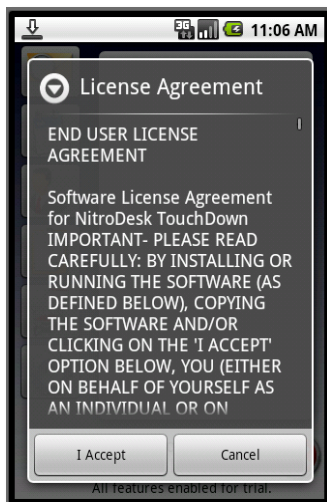 3G
11:06 AM
License Agreement
END USER LICENSE
AGREEMENT
Software License Agreement
for NitroDesk TouchDown
IMPORTANT- PLEASE READ
CAREFULLY: BY INSTALLING OR
RUNNING THE SOFTWARE (AS
DEFINED BELOW), COPYING
THE SOFTWARE AND/OR
CLICKING ON THE 'I ACCEPT'
OPTION BELOW, YOU (EITHER
ON BEHALF OF YOURSELF AS
AN INDIVIDUAL OR ON
I Accept
Cancel
All features enabled for trial.